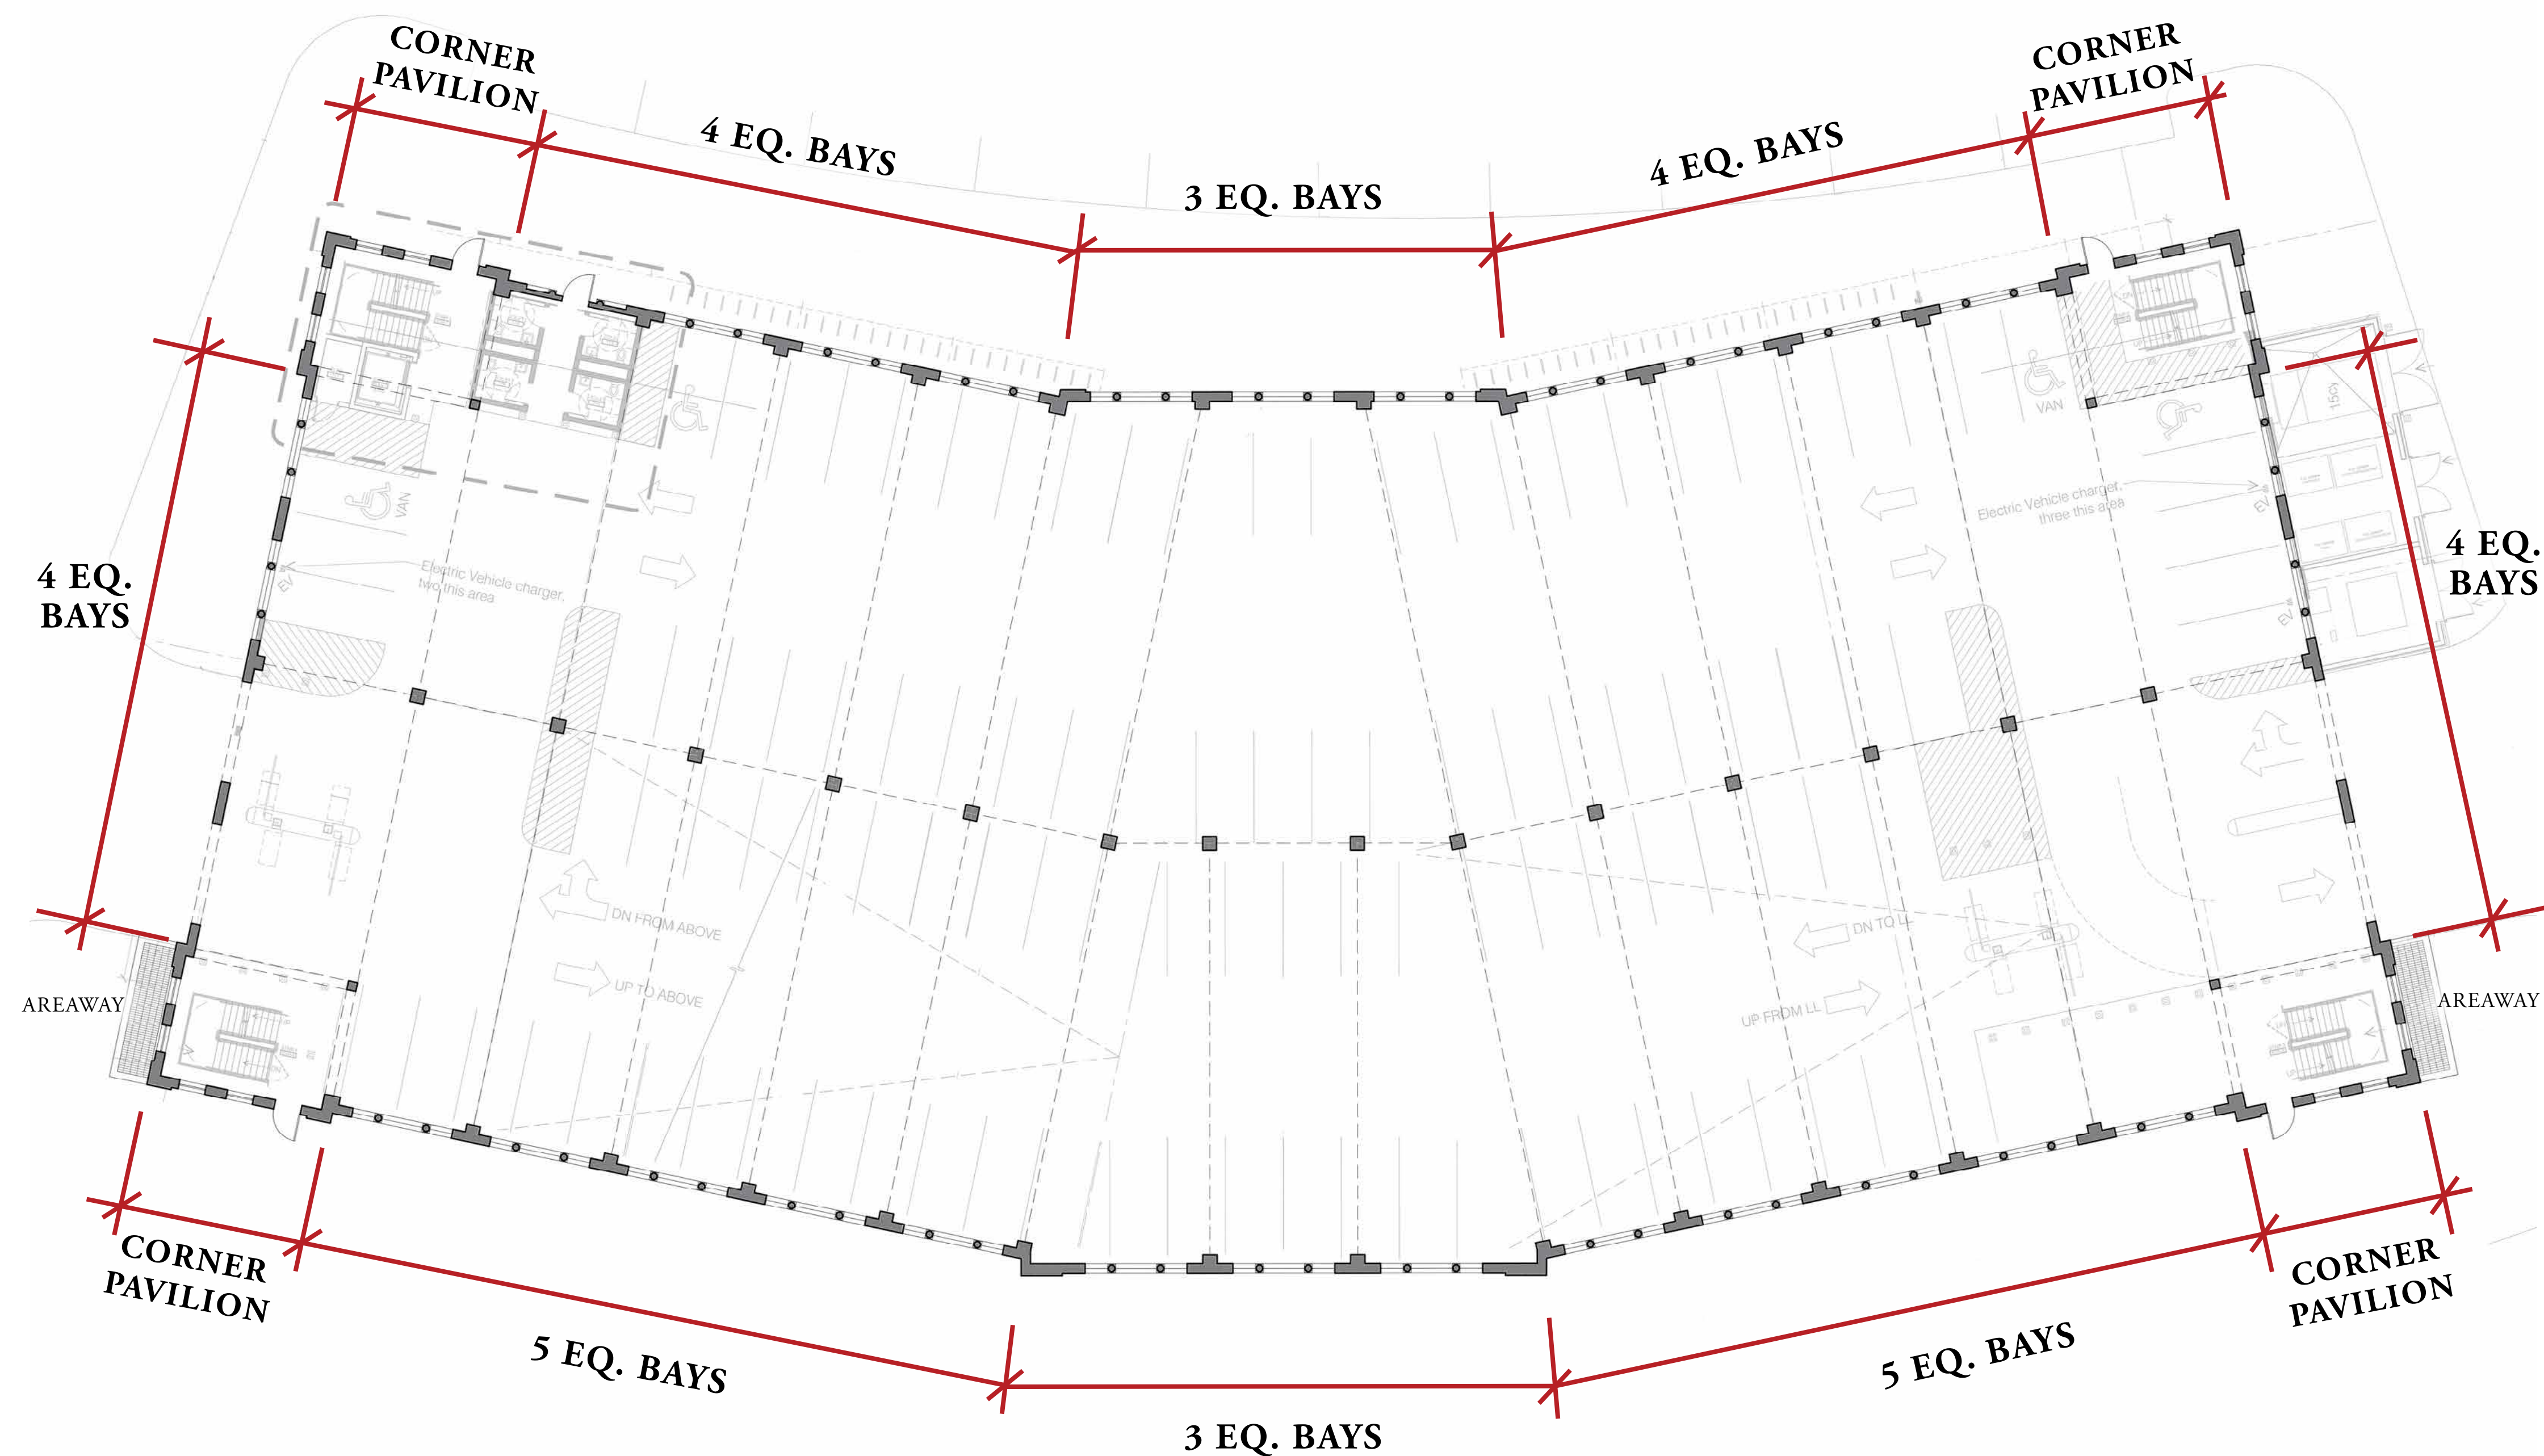 CORNER
PAVILION
CORNER
PAVILION
4 EQ. BAYS
3 EQ. BAYS
4 EQ. BAYS
VAN
15kv
VAN
Electric Vehicle charger,
three this area
EV
4 EQ.
BAYS
4 EQ.
BAYS
Electric Vehicle charger,
two this area
EV
EV
DN FROM ABOVE
UP TO ABOVE
DN TO LL
UP FROM LL
AREAWAY
AREAWAY
CORNER
PAVILION
CORNER
PAVILION
5 EQ. BAYS
5 EQ. BAYS
3 EQ. BAYS